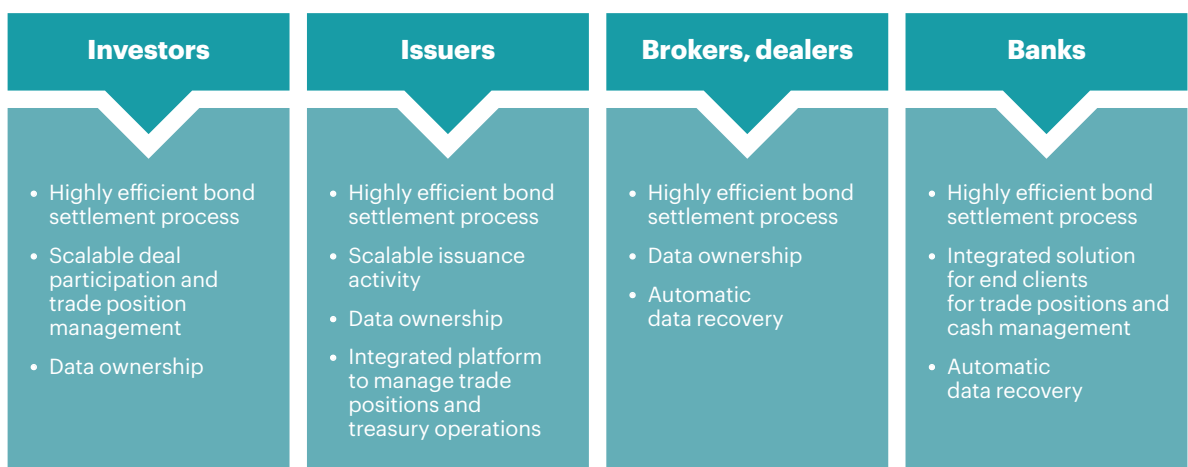 Investors
• Highly efficient bond
settlement process
• Scalable deal
participation and
trade position
management
• Data ownership
Issuers
• Highly efficient bond
settlement process
• Scalable issuance
activity
• Data ownership
• Integrated platform
to manage trade
positions and
treasury operations
Brokers, dealers
• Highly efficient bond
settlement process
• Data ownership
• Automatic
data recovery
Banks
• Highly efficient bond
settlement process
• Integrated solution
for end clients
for trade positions and
cash management
• Automatic
data recovery